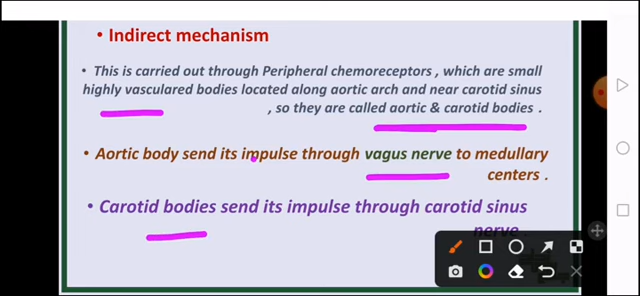 • Indirect mechanism
• This is carried out through Peripheral chemoreceptors , which are small
highly vasculared bodies located along aortic arch and near carotid sinus
, so they are called aortic & carotid bodies .
• Aortic body send its impulse through vagus nerve to medullary
centers .
• Carotid bodies send its impulse through carotid sinus
nerve .